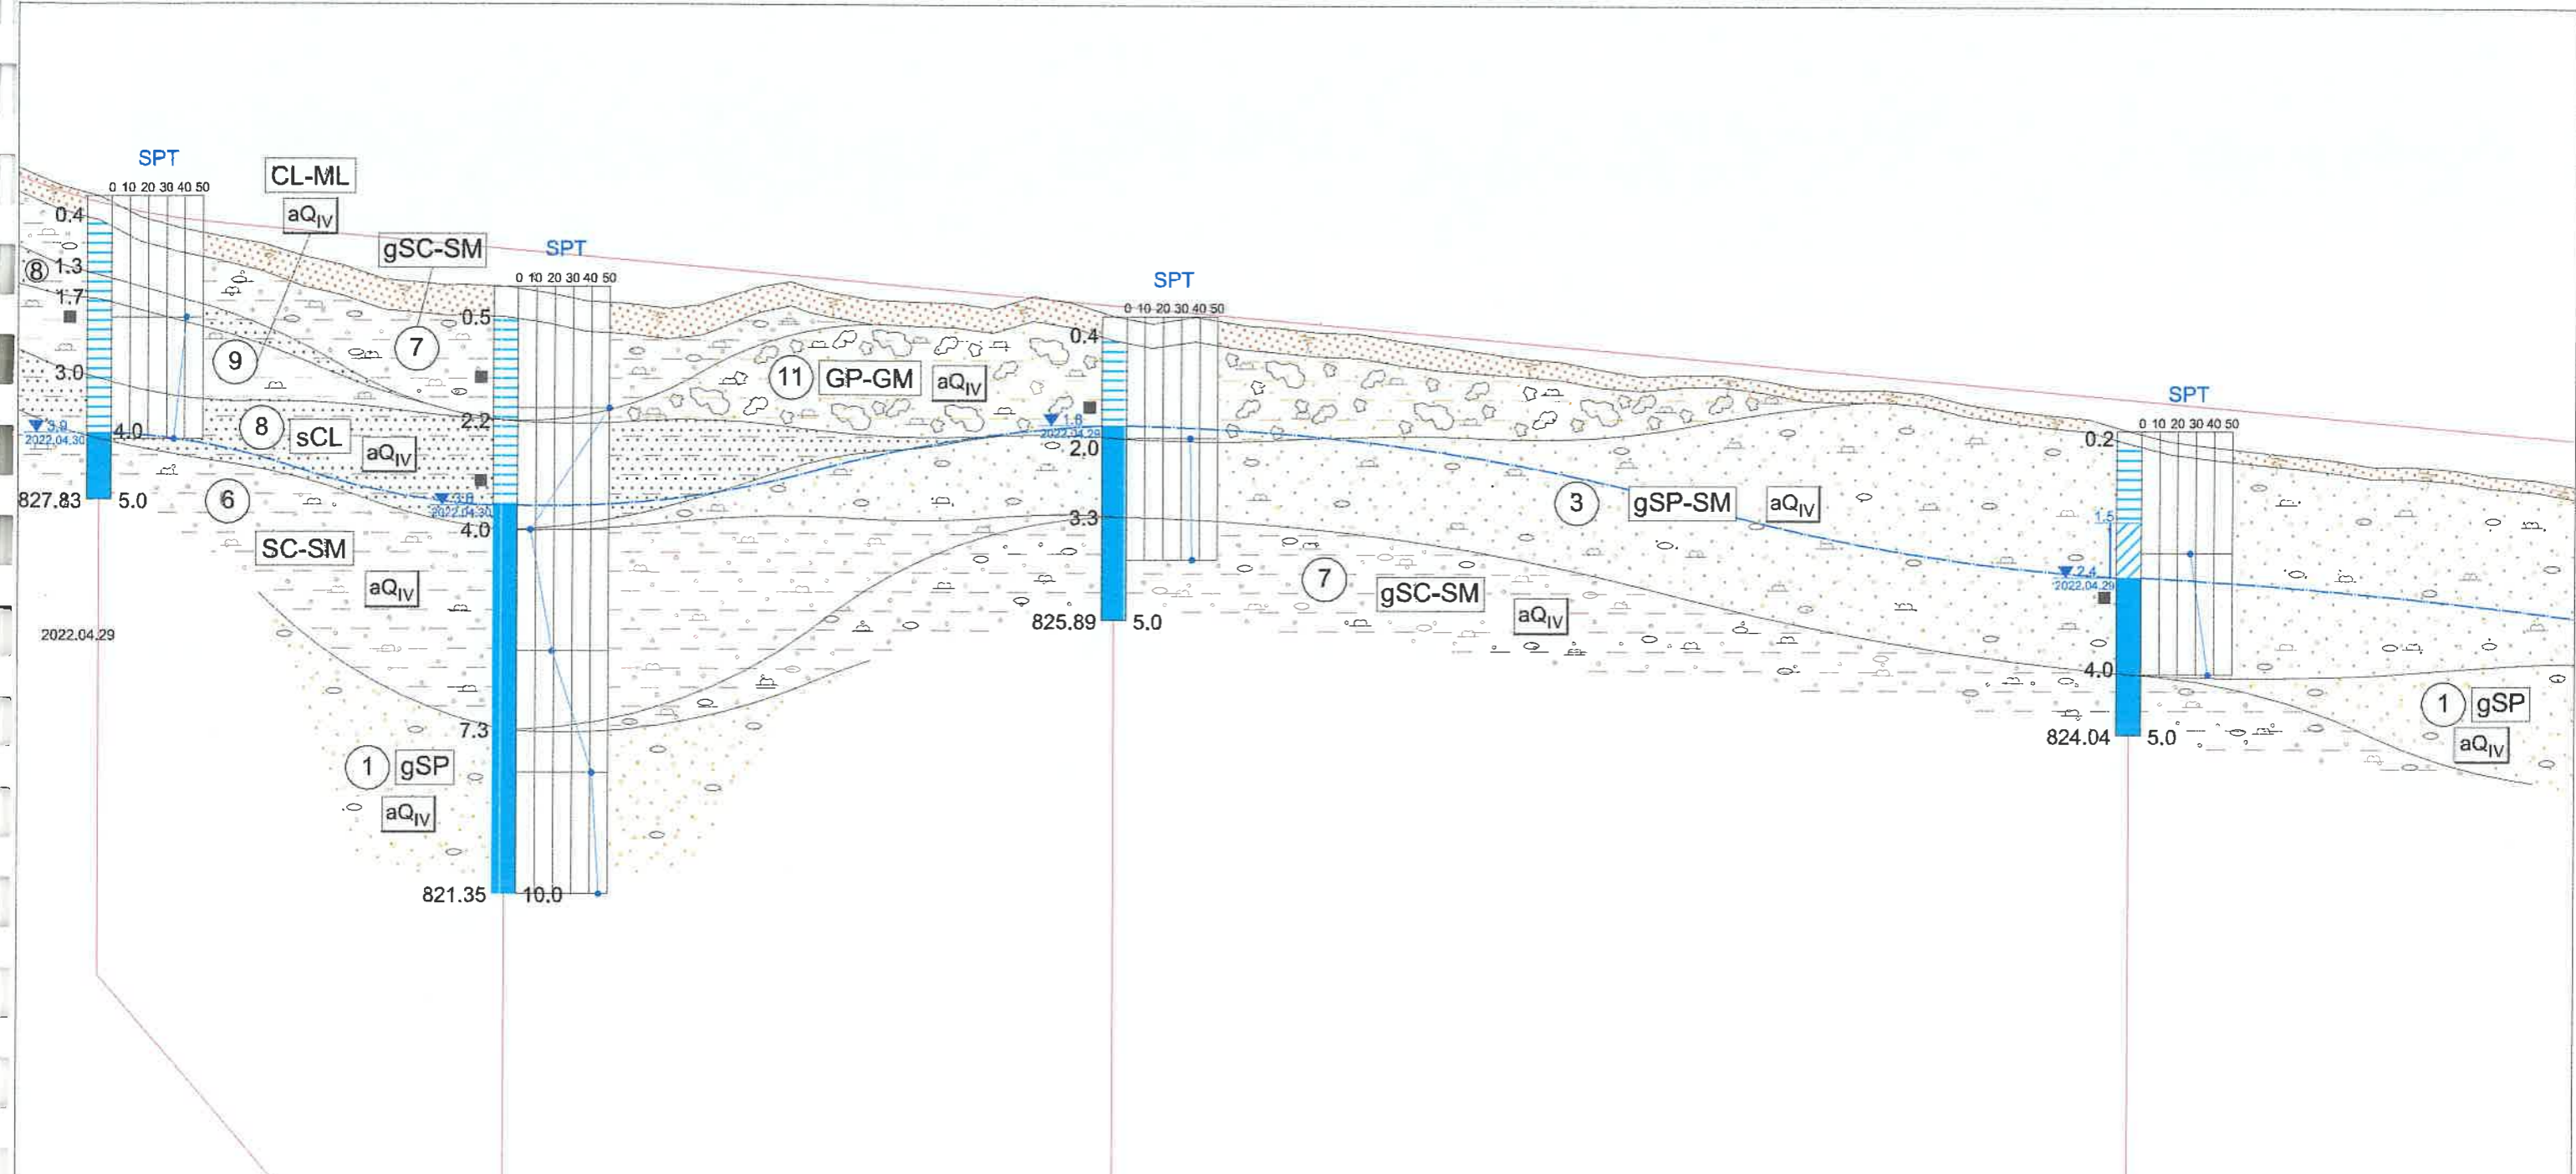 SPT
0 10 20 30 40 50
0.4
8
1.3
1.7
3.0
3.9
2022.04.30
4.0
827.83
5.0
2022.04.29
CL-ML
aQIV
gSC-SM
9
7
8
sCL
aQIV
6
SC-SM
aQIV
1
gSP
aQIV
SPT
0 10 20 30 40 50
0.5
2.2
3.6
2022.04.30
4.0
7.3
821.35
10.0
11
GP-GM
aQIV
SPT
0 10 20 30 40 50
0.4
1.8
2022.04.29
2.0
3.3
825.89
5.0
3
gSP-SM
aQIV
7
gSC-SM
aQIV
SPT
0 10 20 30 40 50
0.2
1.5
2.4
2022.04.29
4.0
824.04
5.0
1
gSP
aQIV